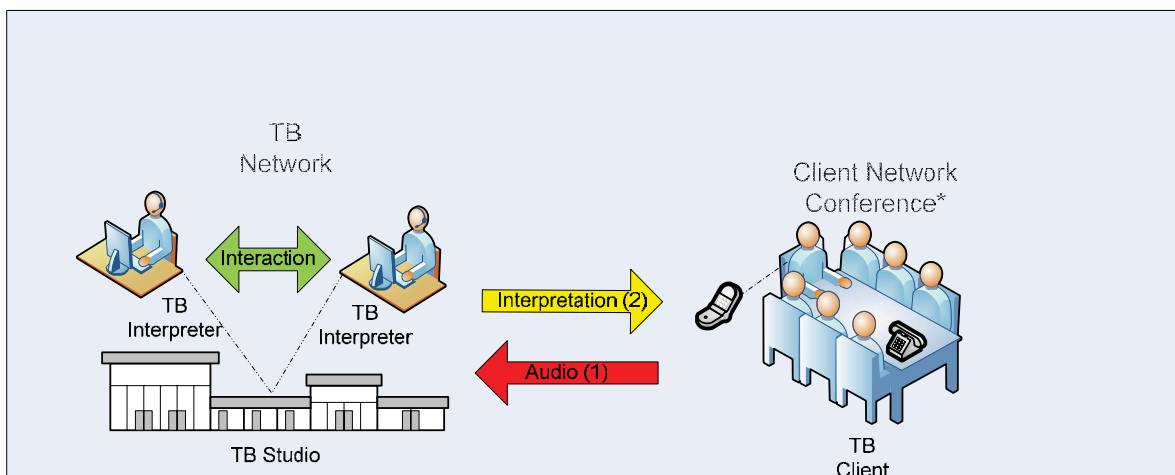 TB
Network
Client Network
Conference*
Interaction
TB
Interpreter
TB
Interpreter
Interpretation (2)
Audio (1)
TB Studio
TB
Client